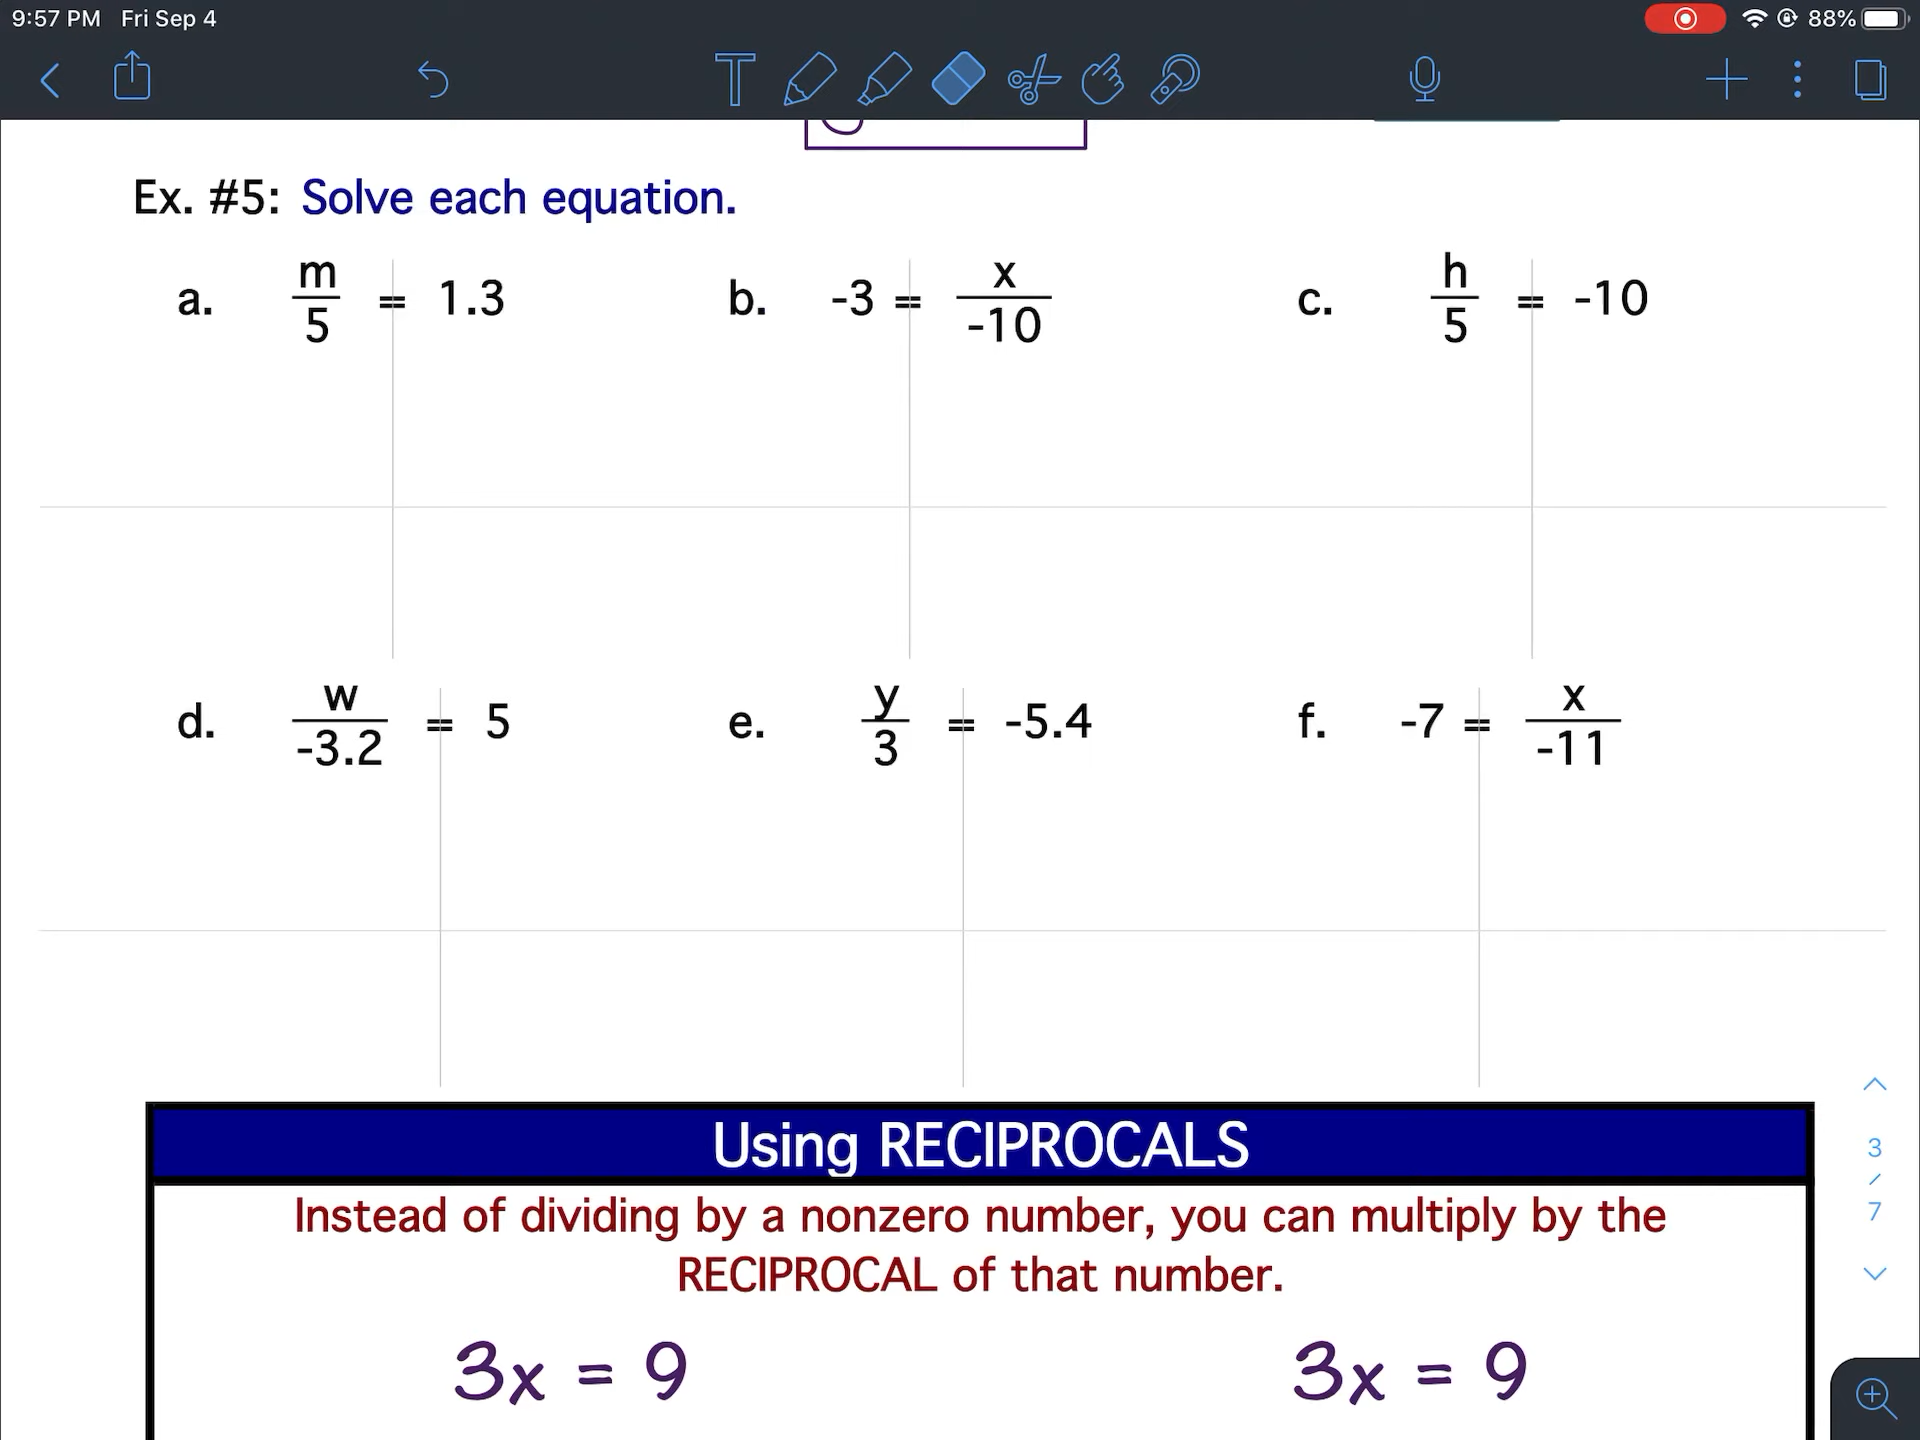 9:57 PM Fri Sep 4 88%
Ex. #5: Solve each equation.
a. m/5 = 1.3 b. -3 = x/-10 c. h/5 = -10
d. w/-3.2 = 5 e. y/3 = -5.4 f. -7 = x/-11
Using RECIPROCALS
Instead of dividing by a nonzero number, you can multiply by the
RECIPROCAL of that number.
3x = 9 3x = 9
3
/
7